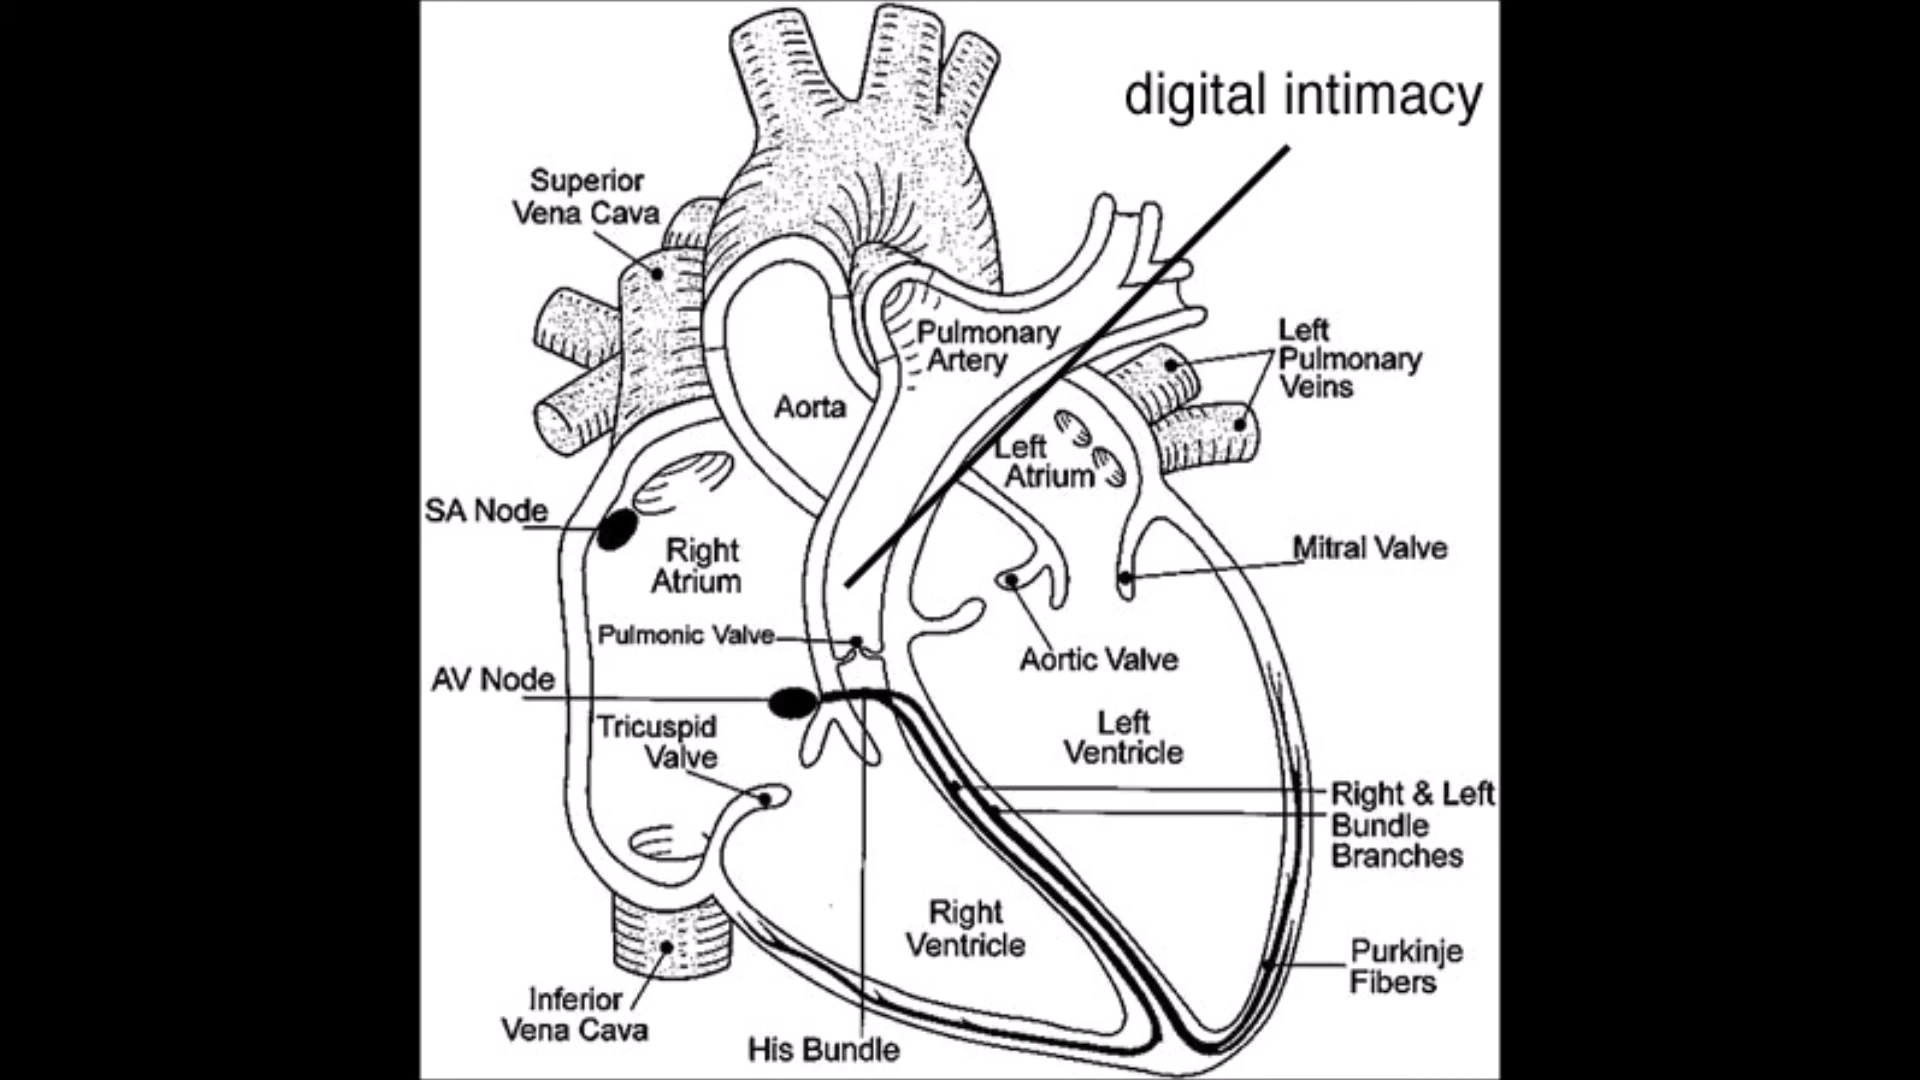 digital intimacy
Superior
Vena Cava
Pulmonary
Artery
Left
Pulmonary
Veins
Aorta
Left
Atrium
SA Node
Right
Atrium
Mitral Valve
Pulmonic Valve
Aortic Valve
AV Node
Tricuspid
Valve
Left
Ventricle
Right & Left
Bundle
Branches
Right
Ventricle
Purkinje
Fibers
Inferior
Vena Cava
His Bundle